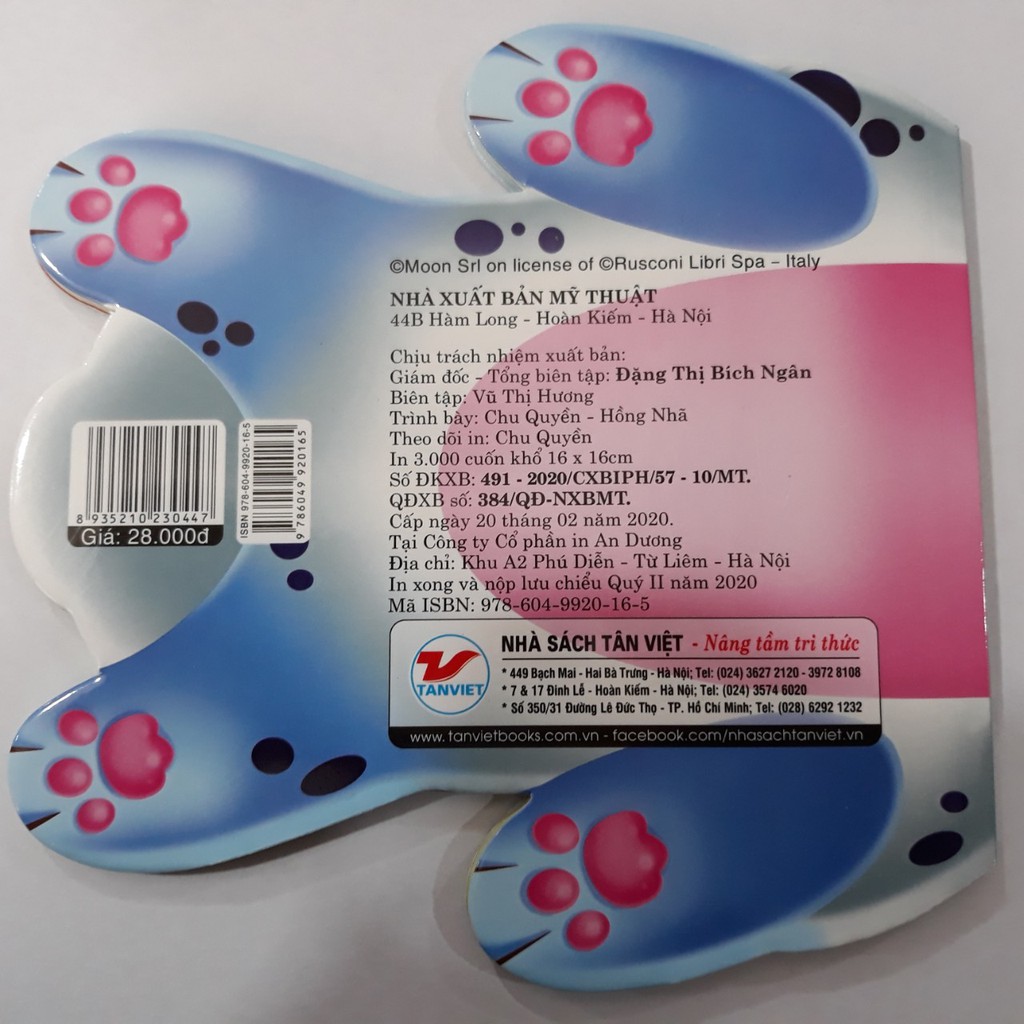 ©Moon Srl on license of ©Rusconi Libri Spa – Italy
NHÀ XUẤT BẢN MỸ THUẬT
44B Hàm Long - Hoàn Kiếm - Hà Nội
Chịu trách nhiệm xuất bản:
Giám đốc - Tổng biên tập: Đặng Thị Bích Ngân
Biên tập: Vũ Thị Hương
Trình bày: Chu Quyền - Hồng Nhã
Theo dõi in: Chu Quyền
In 3.000 cuốn khổ 16 x 16cm
Số ĐKXB: 491 - 2020/CXBIPH/57 - 10/MT.
QĐXB số: 384/QĐ-NXBMT.
Cấp ngày 20 tháng 02 năm 2020.
Tại Công ty Cổ phần in An Dương
Địa chỉ: Khu A2 Phú Diễn - Từ Liêm - Hà Nội
In xong và nộp lưu chiểu Quý II năm 2020
Mã ISBN: 978-604-9920-16-5
8 935210 230447
Giá: 28.000đ
ISBN 978-604-9920-16-5
9 786049 920165
TANVIET
NHÀ SÁCH TÂN VIỆT - Nâng tầm tri thức
* 449 Bạch Mai - Hai Bà Trưng - Hà Nội; Tel: (024) 3627 2120 - 3972 8108
* 7 & 17 Đinh Lễ - Hoàn Kiếm - Hà Nội; Tel: (024) 3574 6020
* Số 350/31 Đường Lê Đức Thọ - TP. Hồ Chí Minh; Tel: (028) 6292 1232
www.tanvietbooks.com.vn - facebook.com/nhasachtanviet.vn